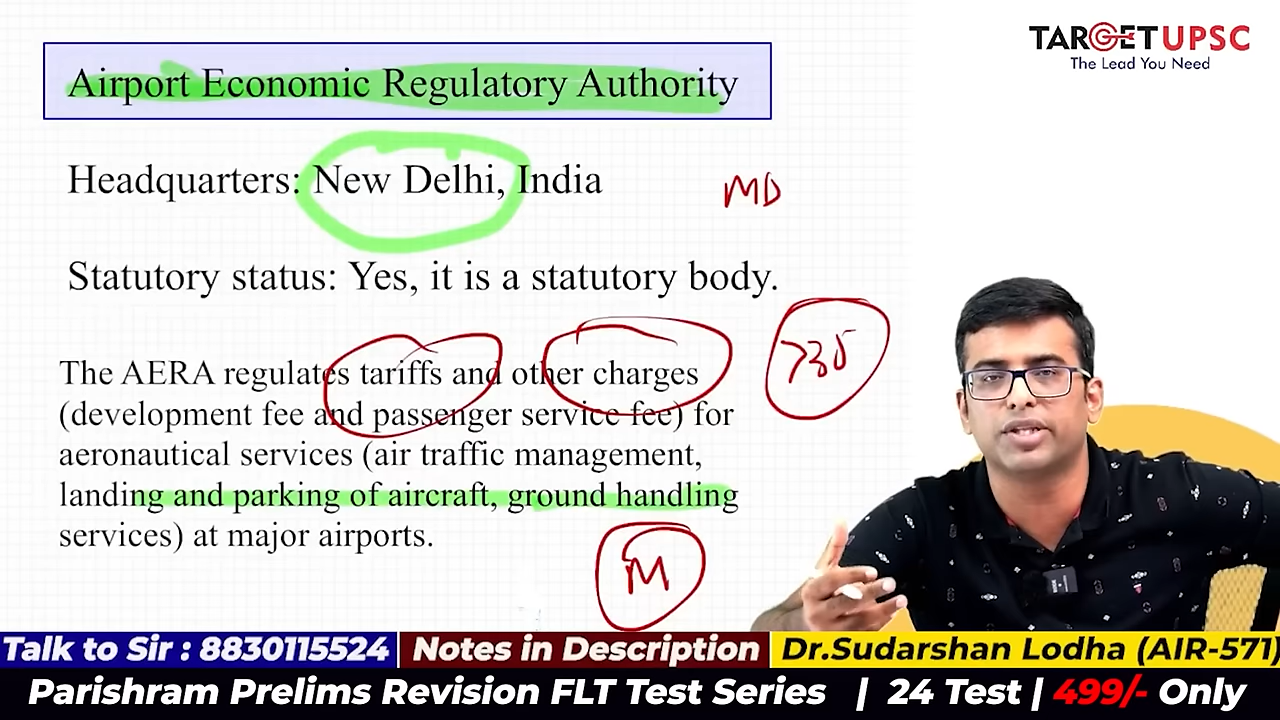 TARGET UPSC
The Lead You Need
Airport Economic Regulatory Authority
Headquarters: New Delhi, India
MD
Statutory status: Yes, it is a statutory body.
>35
The AERA regulates tariffs and other charges
(development fee and passenger service fee) for
aeronautical services (air traffic management,
landing and parking of aircraft, ground handling
services) at major airports.
M
Talk to Sir : 8830115524
Notes in Description
Dr.Sudarshan Lodha (AIR-571)
Parishram Prelims Revision FLT Test Series | 24 Test | 499/- Only